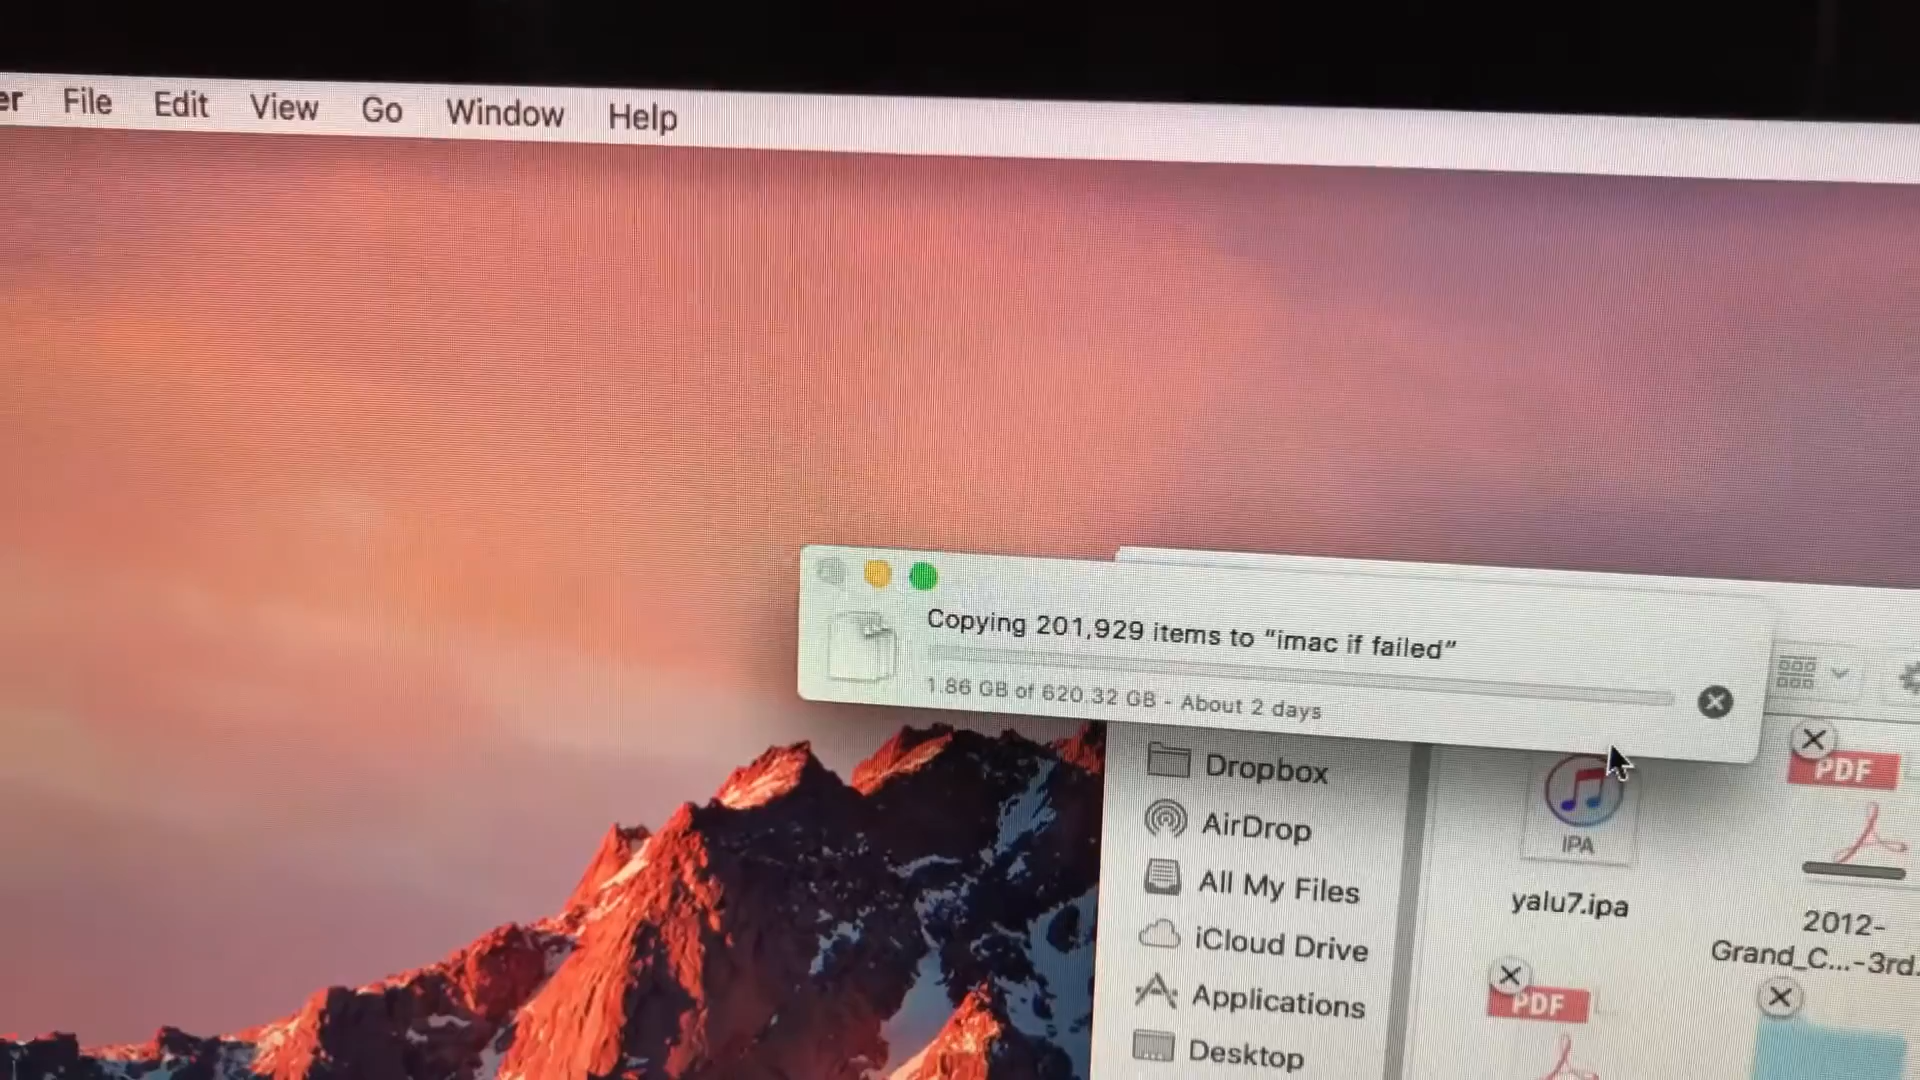 er File Edit View Go Window Help
Copying 201,929 items to “imac if failed”
1.86 GB of 620.32 GB - About 2 days
Dropbox
AirDrop
All My Files
iCloud Drive
Applications
Desktop
IPA
yalu7.ipa
PDF
2012-
Grand_C...-3rd.
PDF